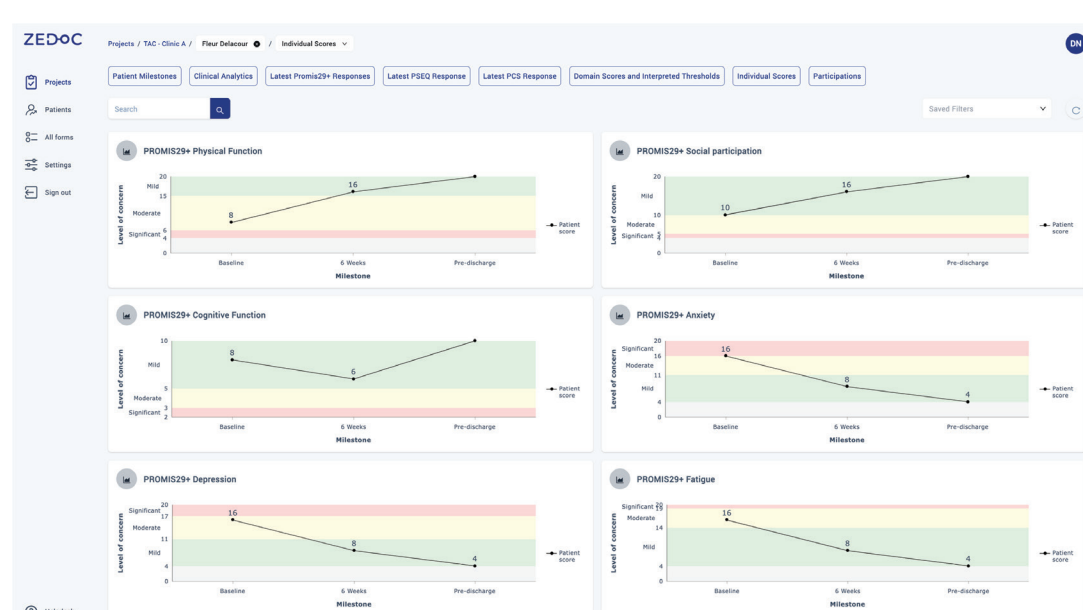 ZEDOC
Projects / TAC - Clinic A / Fleur Delacour / Individual Scores
DN
Projects
Patients
All forms
Settings
Sign out
Patient Milestones Clinical Analytics Latest Promis29+ Responses Latest PSEQ Response Latest PCS Response Domain Scores and Interpreted Thresholds Individual Scores Participations
Search
Saved Filters
PROMIS29+ Physical Function
Level of concern
20
Mild
15
Moderate
6
Significant
4
0
8
16
Baseline 6 Weeks Pre-discharge
Milestone
Patient
score
PROMIS29+ Social participation
Level of concern
20
Mild
10
Moderate
5
Significant
4
0
10
16
Baseline 6 Weeks Pre-discharge
Milestone
Patient
score
PROMIS29+ Cognitive Function
Level of concern
10
Mild
5
Moderate
3
Significant
2
8
6
Baseline 6 Weeks Pre-discharge
Milestone
Patient
score
PROMIS29+ Anxiety
Level of concern
20
Significant
16
Moderate
11
Mild
4
0
16
8
4
Baseline 6 Weeks Pre-discharge
Milestone
Patient
score
PROMIS29+ Depression
Level of concern
20
Significant
17
Moderate
11
Mild
4
0
16
8
4
Baseline 6 Weeks Pre-discharge
Milestone
Patient
score
PROMIS29+ Fatigue
Level of concern
20
Significant
19
Moderate
14
Mild
4
0
16
8
4
Baseline 6 Weeks Pre-discharge
Milestone
Patient
score